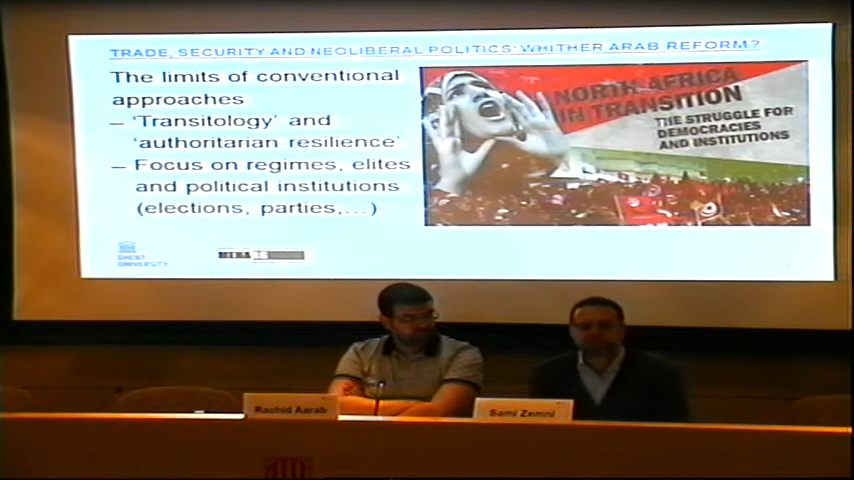 TRADE, SECURITY AND NEOLIBERAL POLITICS: WHITHER ARAB REFORM?
The limits of conventional
approaches
– 'Transitology' and
'authoritarian resilience'
– Focus on regimes, elites
and political institutions
(elections, parties,...)
NORTH AFRICA
IN TRANSITION
THE STRUGGLE FOR
DEMOCRACIES
AND INSTITUTIONS
GHENT
UNIVERSITY
MENA
Rachid Aarab
Sami Zemni